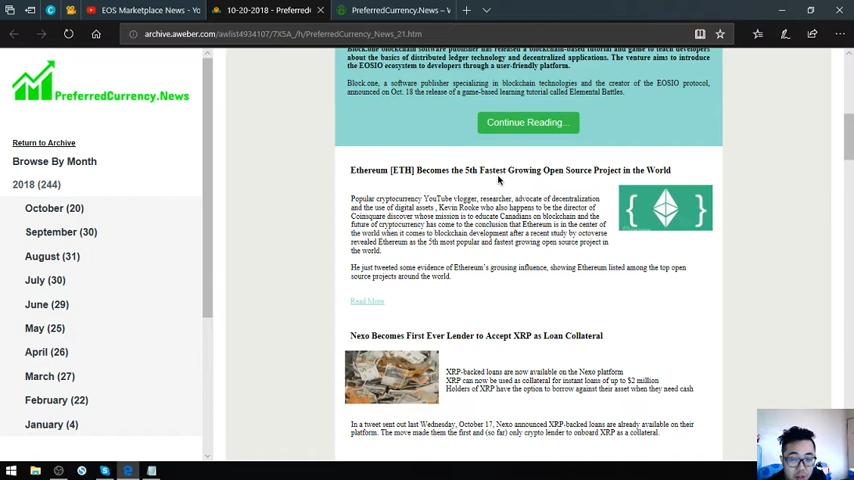 EOS Marketplace News - Yo
10-20-2018 - Preferred
PreferredCurrency.News – W
archive.aweber.com/awlist4934107/7X5A_/h/PreferredCurrency_News_21.htm
PreferredCurrency.News
Return to Archive
Browse By Month
2018 (244)
October (20)
September (30)
August (31)
July (30)
June (29)
May (25)
April (26)
March (27)
February (22)
January (4)
Block.one blockchain software publisher has released a blockchain-based tutorial and game to teach developers
about the basics of distributed ledger technology and decentralized applications. The venture aims to introduce
the EOSIO ecosystem to developers through a user-friendly platform.
Block.one, a software publisher specializing in blockchain technologies and the creator of the EOSIO protocol,
announced on Oct. 18 the release of a game-based learning tutorial called Elemental Battles.
Continue Reading...
Ethereum [ETH] Becomes the 5th Fastest Growing Open Source Project in the World
Popular cryptocurrency YouTube vlogger, researcher, advocate of decentralization
and the use of digital assets , Kevin Rooke who also happens to be the director of
Coinsquare discover whose mission is to educate Canadians on blockchain and the
future of cryptocurrency has come to the conclusion that Ethereum is in the center of
the world when it comes to blockchain development after a recent study by octoverse
revealed Ethereum as the 5th most popular and fastest growing open source project in
the world.
He just tweeted some evidence of Ethereum's grousing influence, showing Ethereum listed among the top open
source projects around the world.
Read More
Nexo Becomes First Ever Lender to Accept XRP as Loan Collateral
XRP-backed loans are now available on the Nexo platform
XRP can now be used as collateral for instant loans of up to $2 million
Holders of XRP have the option to borrow against their asset when they need cash
In a tweet sent out last Wednesday, October 17, Nexo announced XRP-backed loans are already available on their
platform. The move made them the first and (so far) only crypto lender to onboard XRP as a collateral.